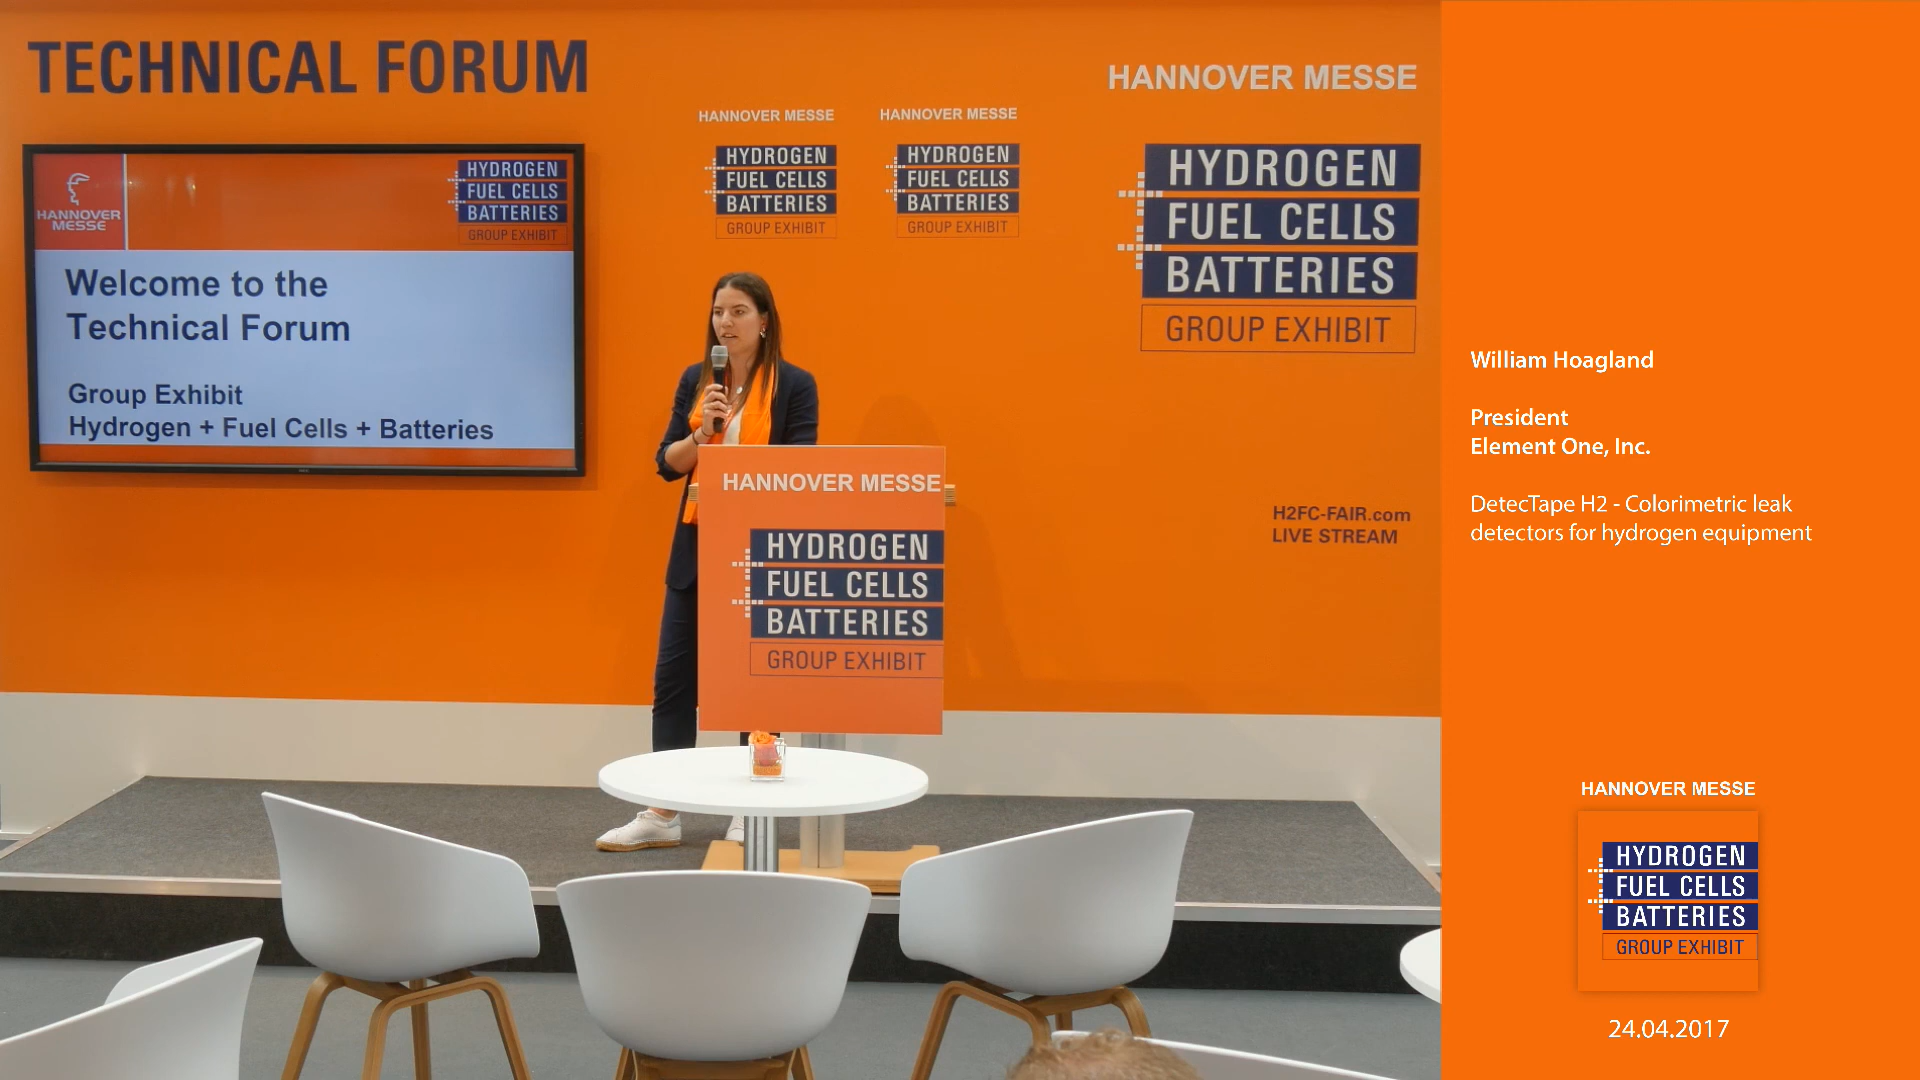 TECHNICAL FORUM
HANNOVER MESSE
HYDROGEN
FUEL CELLS
BATTERIES
GROUP EXHIBIT
Welcome to the
Technical Forum
Group Exhibit
Hydrogen + Fuel Cells + Batteries
HANNOVER MESSE
HYDROGEN
FUEL CELLS
BATTERIES
GROUP EXHIBIT
HANNOVER MESSE
HYDROGEN
FUEL CELLS
BATTERIES
GROUP EXHIBIT
HANNOVER MESSE
HYDROGEN
FUEL CELLS
BATTERIES
GROUP EXHIBIT
H2FC-FAIR.com
LIVE STREAM
HANNOVER MESSE
HYDROGEN
FUEL CELLS
BATTERIES
GROUP EXHIBIT
William Hoagland
President
Element One, Inc.
DetecTape H2 - Colorimetric leak
detectors for hydrogen equipment
HANNOVER MESSE
HYDROGEN
FUEL CELLS
BATTERIES
GROUP EXHIBIT
24.04.2017